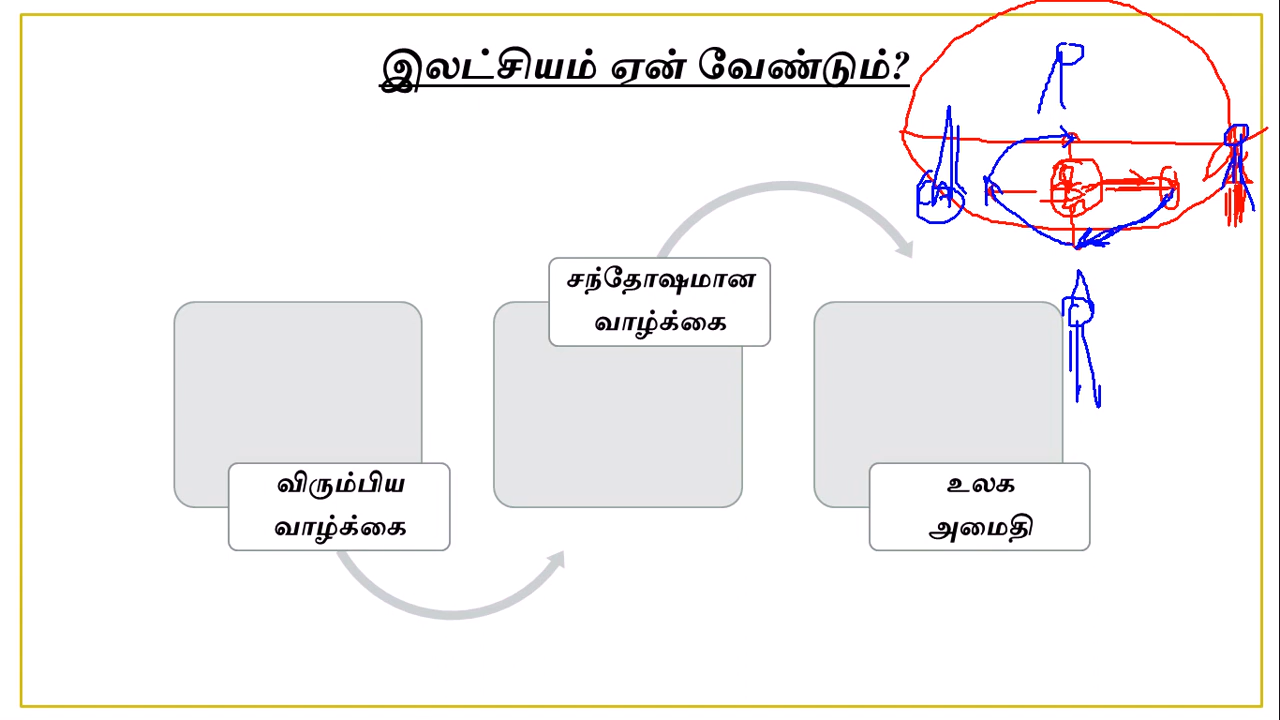 இலட்சியம் ஏன் வேண்டும்?
சந்தோஷமான
வாழ்க்கை
விரும்பிய
வாழ்க்கை
உலக
அமைதி